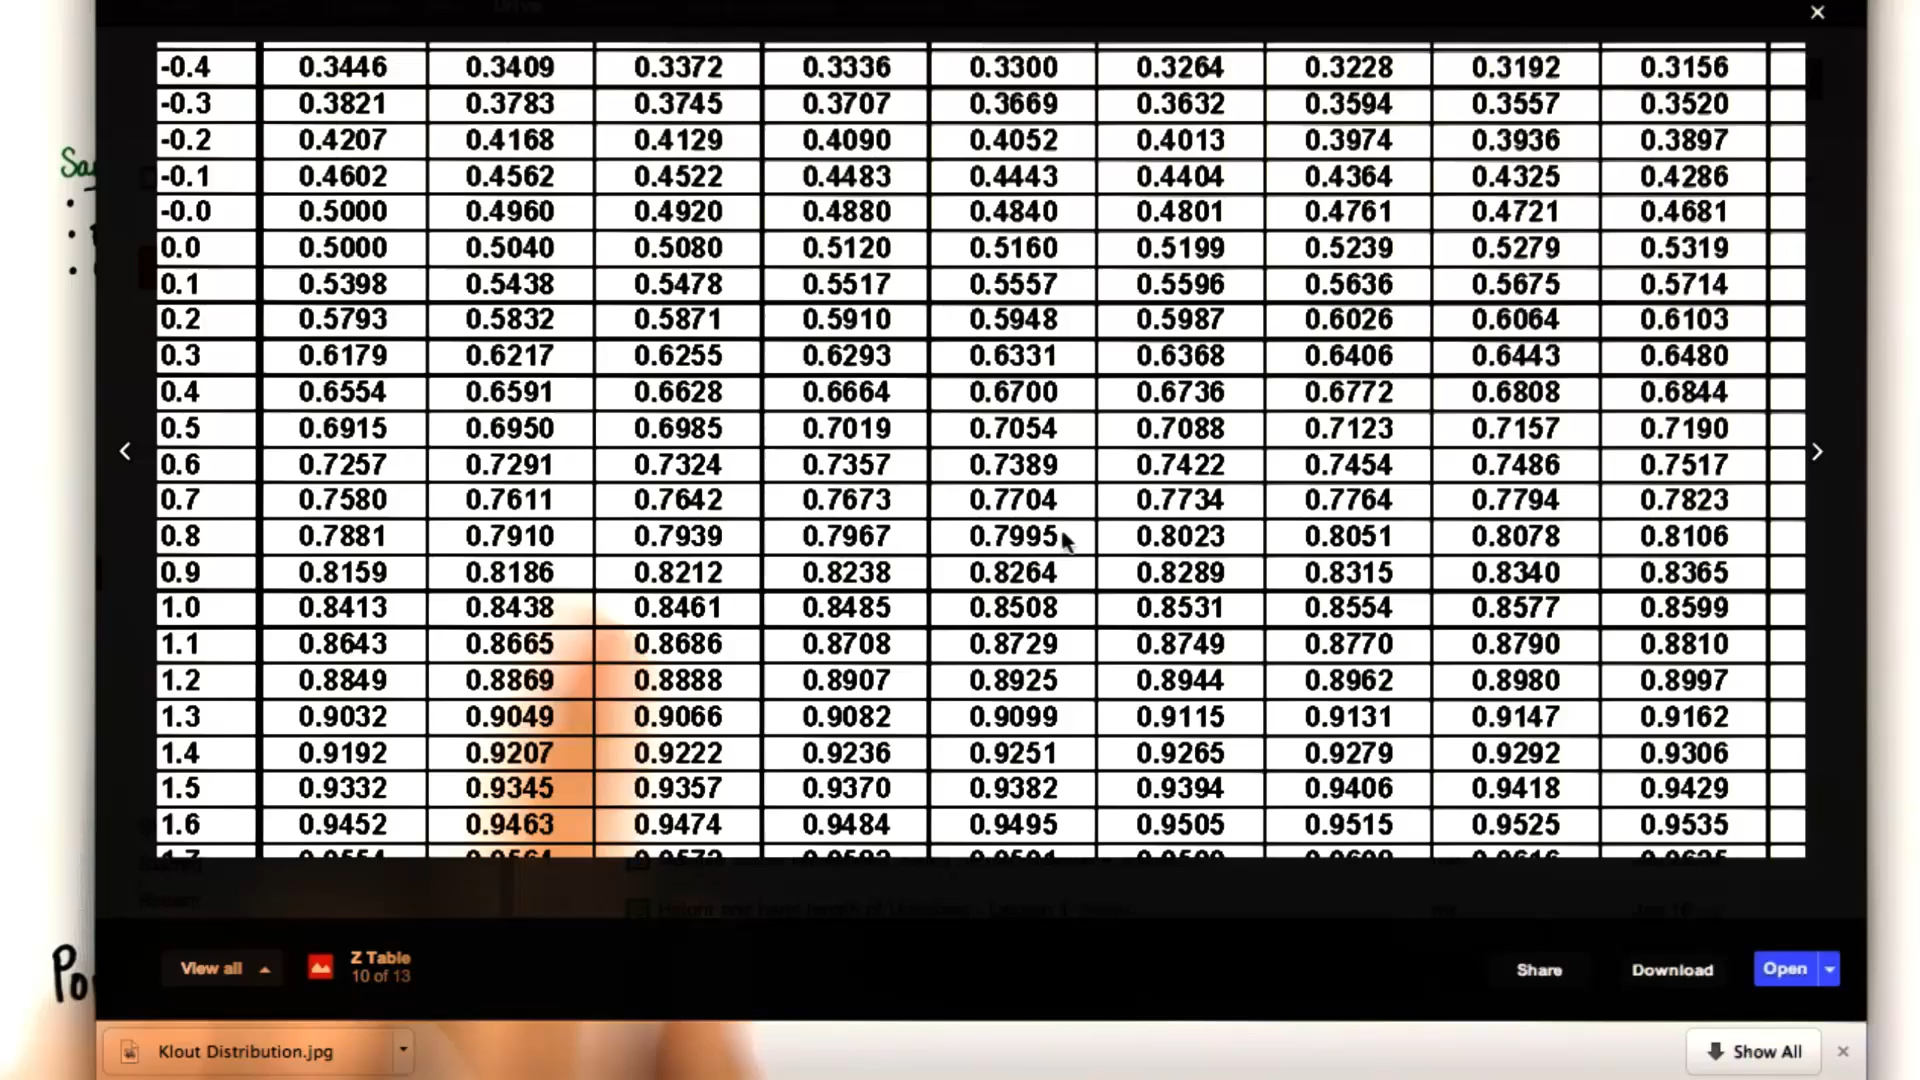 Drive
-0.4 0.3446 0.3409 0.3372 0.3336 0.3300 0.3264 0.3228 0.3192 0.3156
-0.3 0.3821 0.3783 0.3745 0.3707 0.3669 0.3632 0.3594 0.3557 0.3520
-0.2 0.4207 0.4168 0.4129 0.4090 0.4052 0.4013 0.3974 0.3936 0.3897
-0.1 0.4602 0.4562 0.4522 0.4483 0.4443 0.4404 0.4364 0.4325 0.4286
-0.0 0.5000 0.4960 0.4920 0.4880 0.4840 0.4801 0.4761 0.4721 0.4681
0.0 0.5000 0.5040 0.5080 0.5120 0.5160 0.5199 0.5239 0.5279 0.5319
0.1 0.5398 0.5438 0.5478 0.5517 0.5557 0.5596 0.5636 0.5675 0.5714
0.2 0.5793 0.5832 0.5871 0.5910 0.5948 0.5987 0.6026 0.6064 0.6103
0.3 0.6179 0.6217 0.6255 0.6293 0.6331 0.6368 0.6406 0.6443 0.6480
0.4 0.6554 0.6591 0.6628 0.6664 0.6700 0.6736 0.6772 0.6808 0.6844
0.5 0.6915 0.6950 0.6985 0.7019 0.7054 0.7088 0.7123 0.7157 0.7190
0.6 0.7257 0.7291 0.7324 0.7357 0.7389 0.7422 0.7454 0.7486 0.7517
0.7 0.7580 0.7611 0.7642 0.7673 0.7704 0.7734 0.7764 0.7794 0.7823
0.8 0.7881 0.7910 0.7939 0.7967 0.7995 0.8023 0.8051 0.8078 0.8106
0.9 0.8159 0.8186 0.8212 0.8238 0.8264 0.8289 0.8315 0.8340 0.8365
1.0 0.8413 0.8438 0.8461 0.8485 0.8508 0.8531 0.8554 0.8577 0.8599
1.1 0.8643 0.8665 0.8686 0.8708 0.8729 0.8749 0.8770 0.8790 0.8810
1.2 0.8849 0.8869 0.8888 0.8907 0.8925 0.8944 0.8962 0.8980 0.8997
1.3 0.9032 0.9049 0.9066 0.9082 0.9099 0.9115 0.9131 0.9147 0.9162
1.4 0.9192 0.9207 0.9222 0.9236 0.9251 0.9265 0.9279 0.9292 0.9306
1.5 0.9332 0.9345 0.9357 0.9370 0.9382 0.9394 0.9406 0.9418 0.9429
1.6 0.9452 0.9463 0.9474 0.9484 0.9495 0.9505 0.9515 0.9525 0.9535
View all
Z Table
10 of 13
Share Download Open
Klout Distribution.jpg
Show All